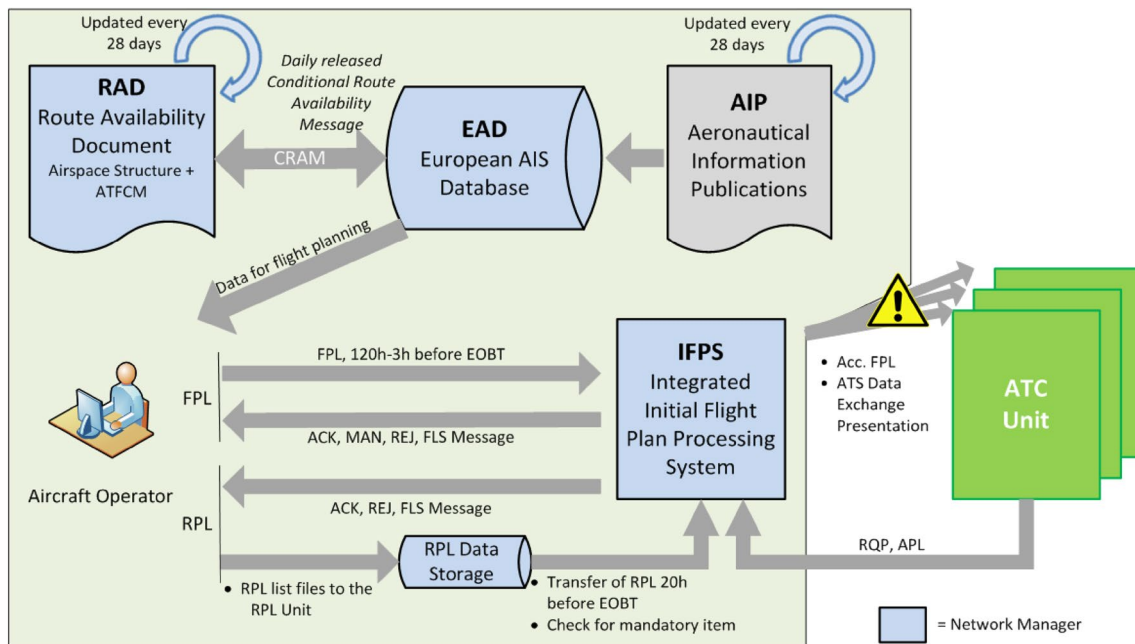 Updated every
28 days
RAD
Route Availability
Document
Airspace Structure +
ATFCM
Daily released
Conditional Route
Availability
Message
CRAM
EAD
European AIS
Database
Updated every
28 days
AIP
Aeronautical
Information
Publications
Data for flight planning
Aircraft Operator
FPL
FPL, 120h-3h before EOBT
ACK, MAN, REJ, FLS Message
IFPS
Integrated
Initial Flight
Plan Processing
System
!
• Acc. FPL
• ATS Data
Exchange
Presentation
ATC
Unit
RPL
ACK, REJ, FLS Message
RPL Data
Storage
• RPL list files to the
RPL Unit
• Transfer of RPL 20h
before EOBT
• Check for mandatory item
RQP, APL
= Network Manager